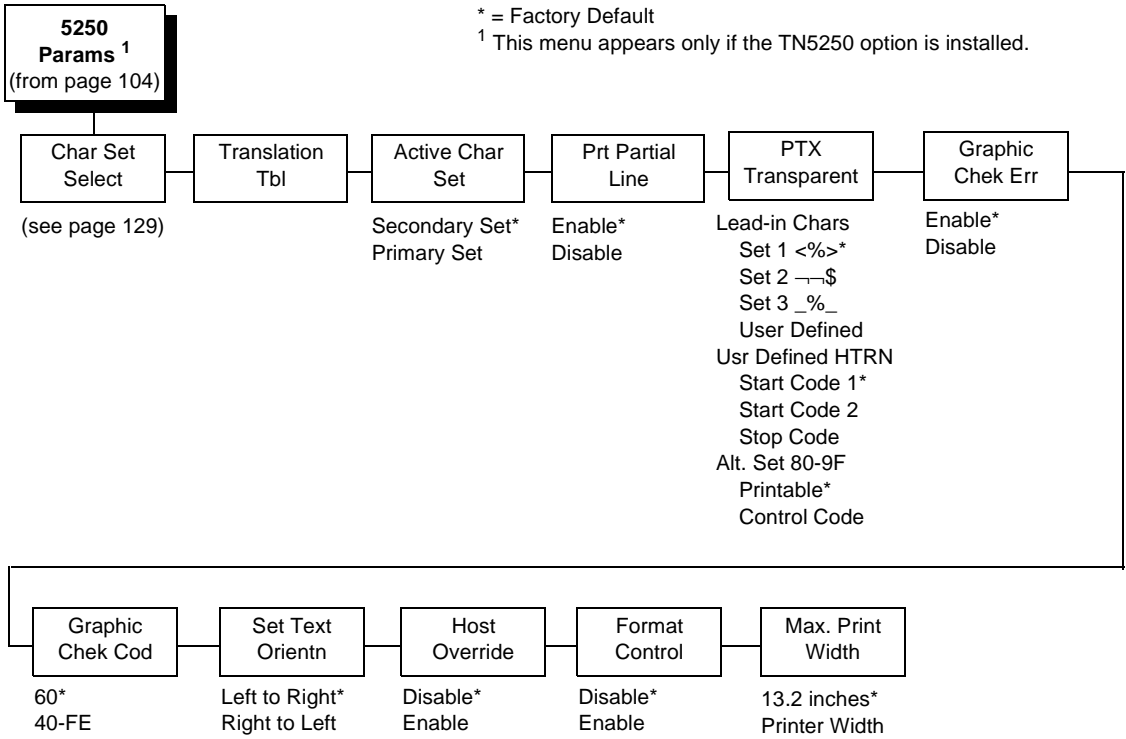 5250
Params 1
(from page 104)
* = Factory Default
1 This menu appears only if the TN5250 option is installed.
Char Set
Select
(see page 129)
Translation
Tbl
Active Char
Set
Secondary Set*
Primary Set
Prt Partial
Line
Enable*
Disable
PTX
Transparent
Lead-in Chars
Set 1 <%>*
Set 2 ¬¬$
Set 3 _%_
User Defined
Usr Defined HTRN
Start Code 1*
Start Code 2
Stop Code
Alt. Set 80-9F
Printable*
Control Code
Graphic
Chek Err
Enable*
Disable
Graphic
Chek Cod
60*
40-FE
Set Text
Orientn
Left to Right*
Right to Left
Host
Override
Disable*
Enable
Format
Control
Disable*
Enable
Max. Print
Width
13.2 inches*
Printer Width